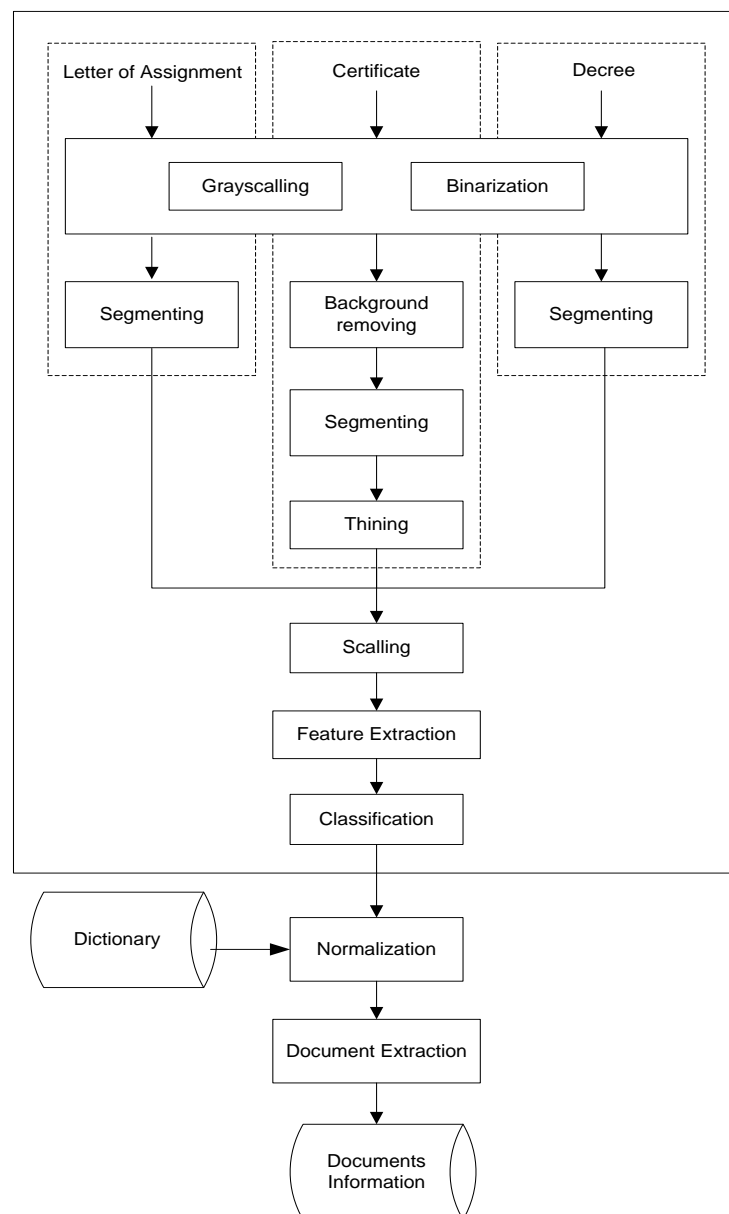 Letter of Assignment
Certificate
Decree
Grayscalling
Binarization
Segmenting
Background
removing
Segmenting
Segmenting
Thining
Scalling
Feature Extraction
Classification
Dictionary
Normalization
Document Extraction
Documents
Information